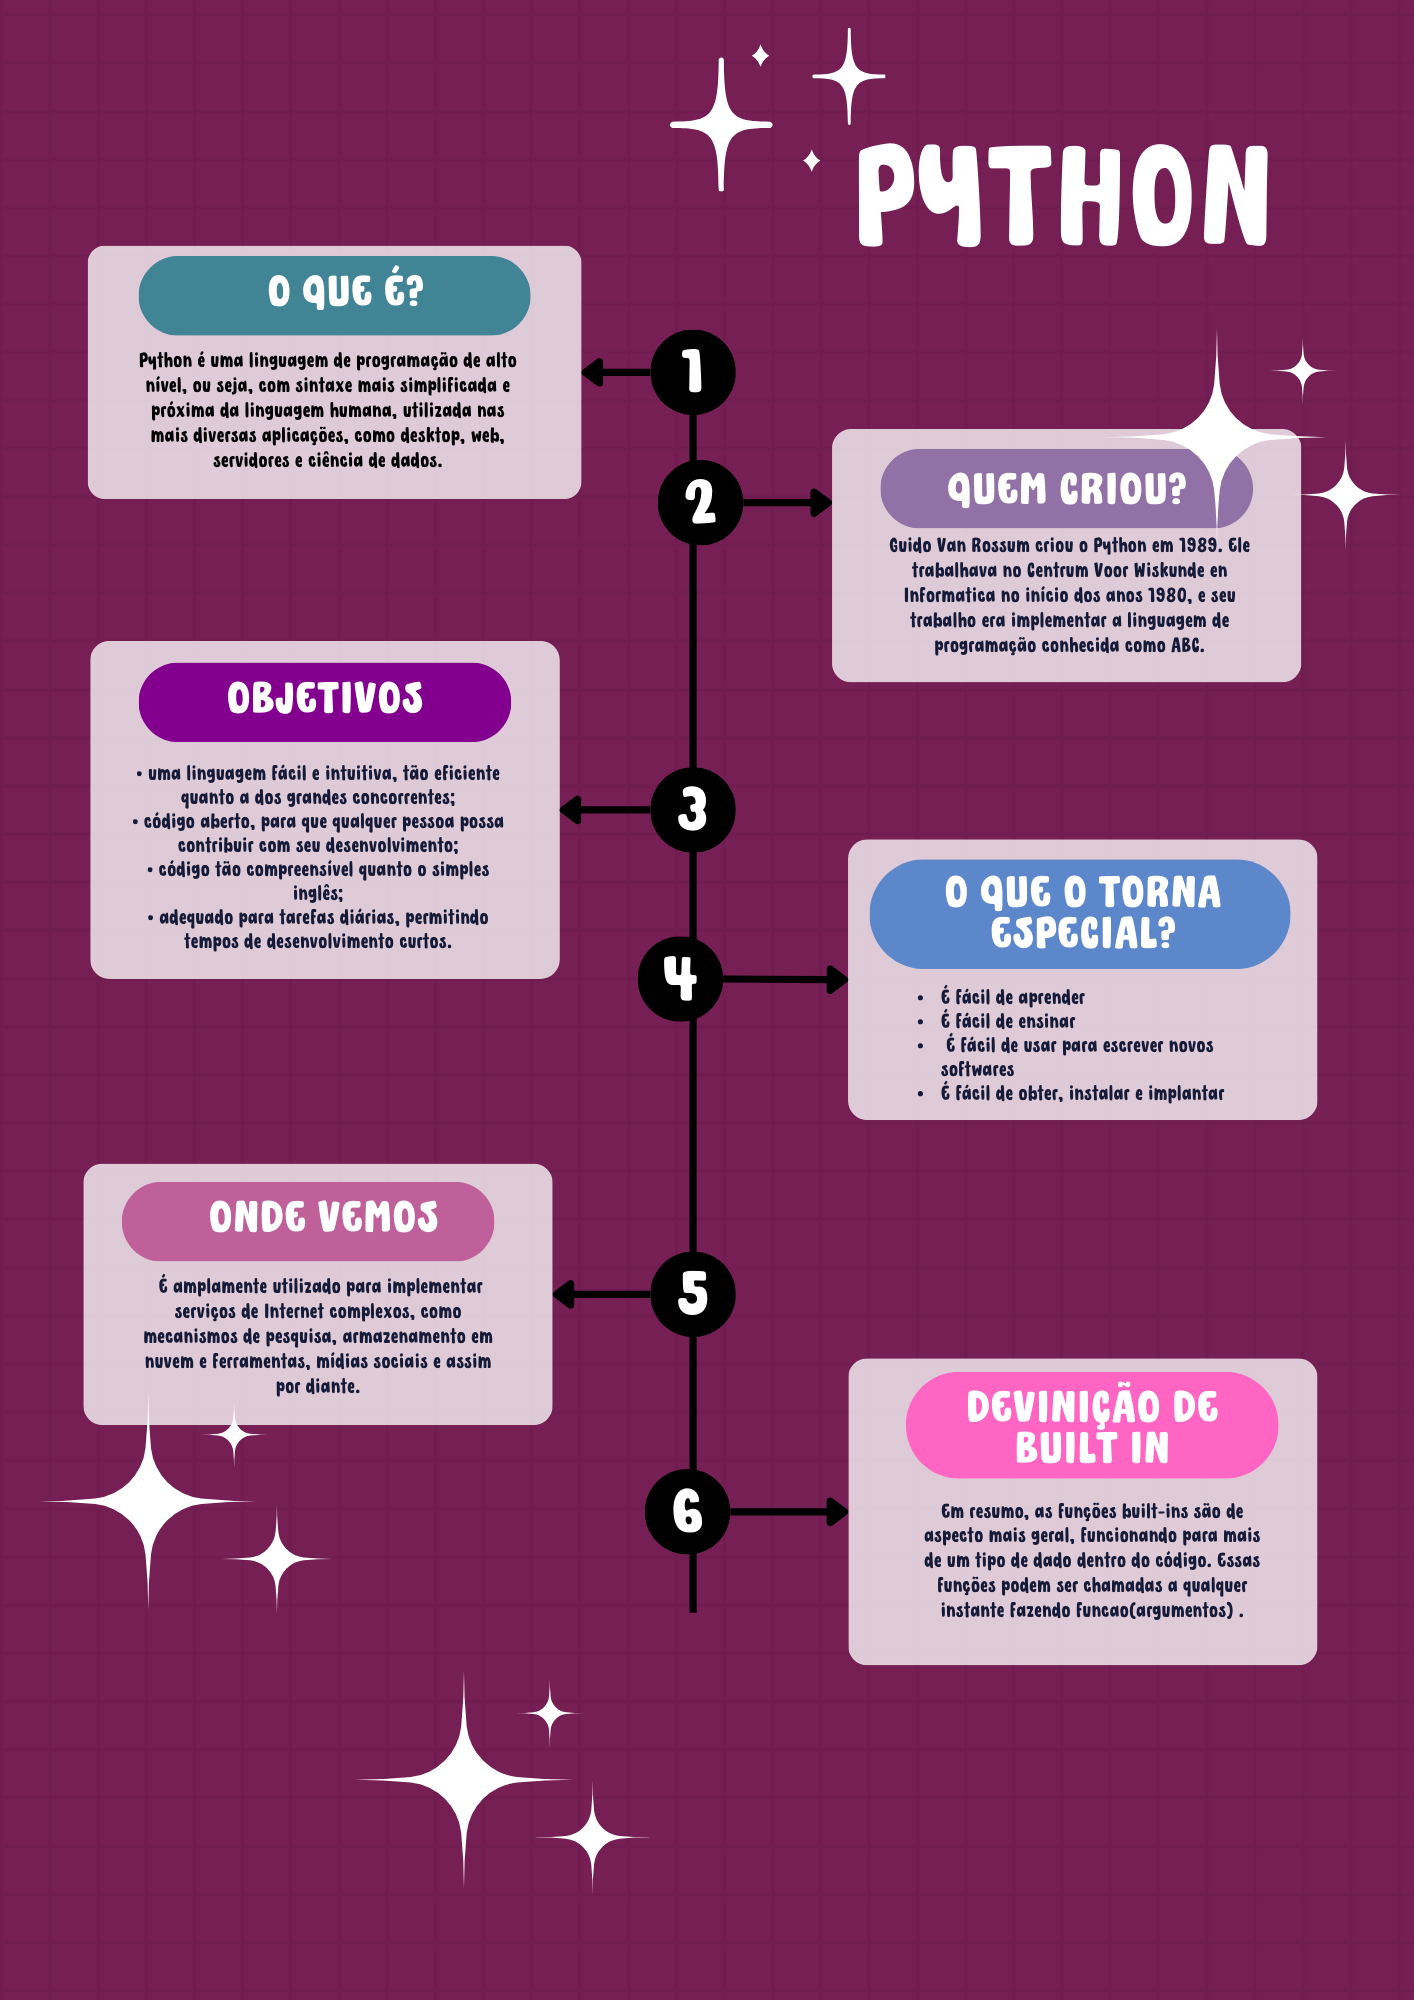 PYTHON
O QUE É?
Python é uma linguagem de programação de alto
nível, ou seja, com sintaxe mais simplificada e
próxima da linguagem humana, utilizada nas
mais diversas aplicações, como desktop, web,
servidores e ciência de dados.
1
2
QUEM CRIOU?
Guido Van Rossum criou o Python em 1989. Ele
trabalhava no Centrum Voor Wiskunde en
Informatica no início dos anos 1980, e seu
trabalho era implementar a linguagem de
programação conhecida como ABC.
OBJETIVOS
• uma linguagem fácil e intuitiva, tão eficiente
quanto a dos grandes concorrentes;
• código aberto, para que qualquer pessoa possa
contribuir com seu desenvolvimento;
• código tão compreensível quanto o simples
inglês;
• adequado para tarefas diárias, permitindo
tempos de desenvolvimento curtos.
3
4
O QUE O TORNA
ESPECIAL?
• É fácil de aprender
• É fácil de ensinar
• É fácil de usar para escrever novos
softwares
• É fácil de obter, instalar e implantar
ONDE VEMOS
É amplamente utilizado para implementar
serviços de Internet complexos, como
mecanismos de pesquisa, armazenamento em
nuvem e ferramentas, mídias sociais e assim
por diante.
5
6
DEVINIÇÃO DE
BUILT IN
Em resumo, as funções built-ins são de
aspecto mais geral, funcionando para mais
de um tipo de dado dentro do código. Essas
funções podem ser chamadas a qualquer
instante fazendo funcao(argumentos) .